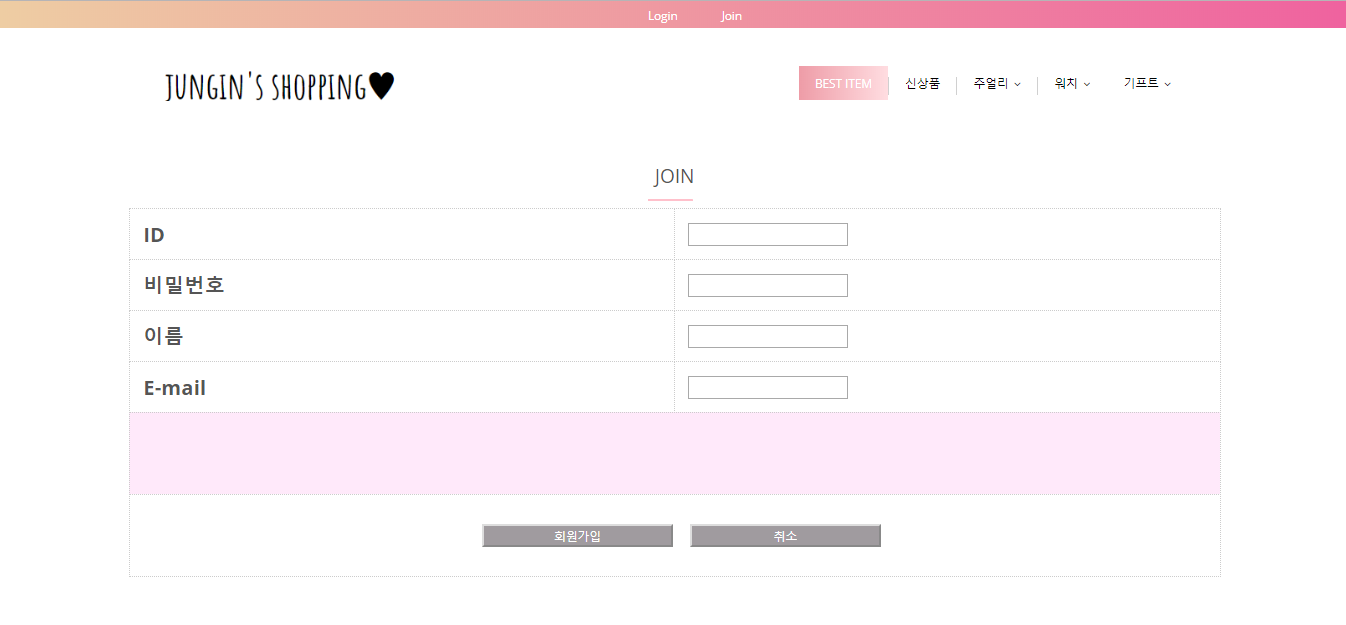 Login Join
JUNGIN'S SHOPPING♥
BEST ITEM 신상품 주얼리 워치 기프트
JOIN
ID
비밀번호
이름
E-mail
회원가입 취소